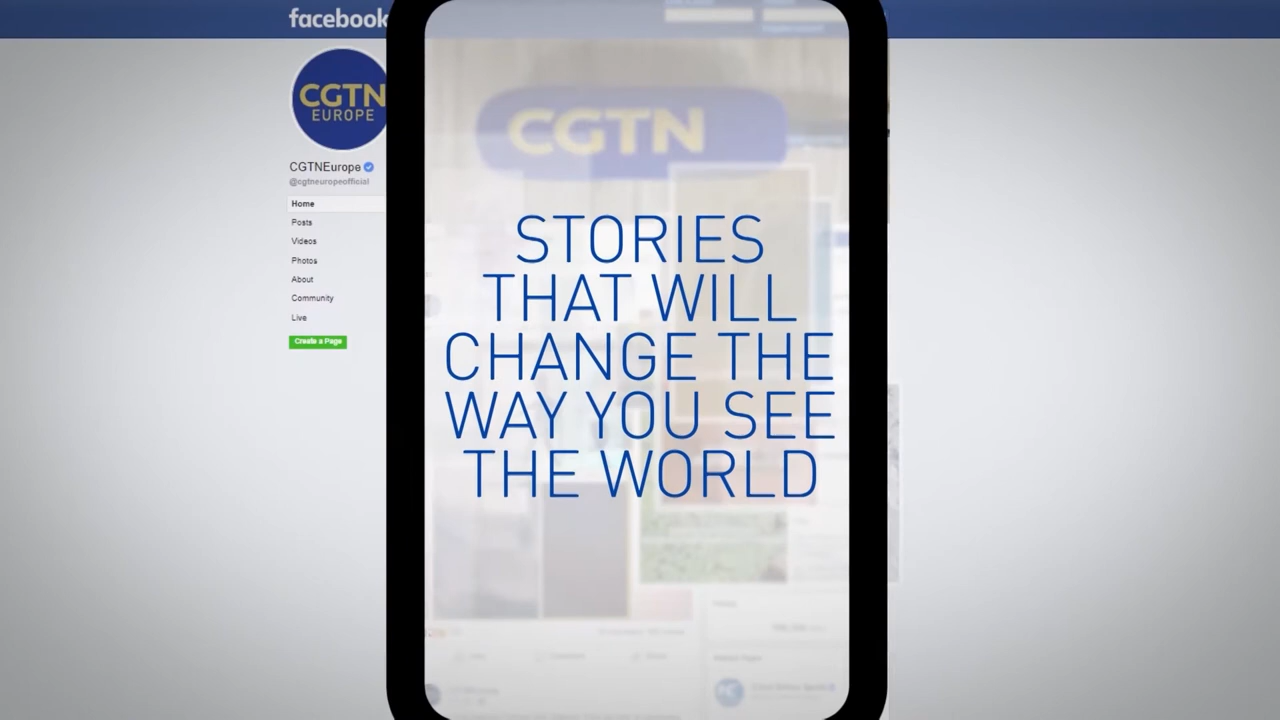 facebook
CGTN
EUROPE
CGTNEurope
@cgtneuropeofficial
Home
Posts
Videos
Photos
About
Community
Live
Create a Page
CGTN
STORIES
THAT WILL
CHANGE THE
WAY YOU SEE
THE WORLD